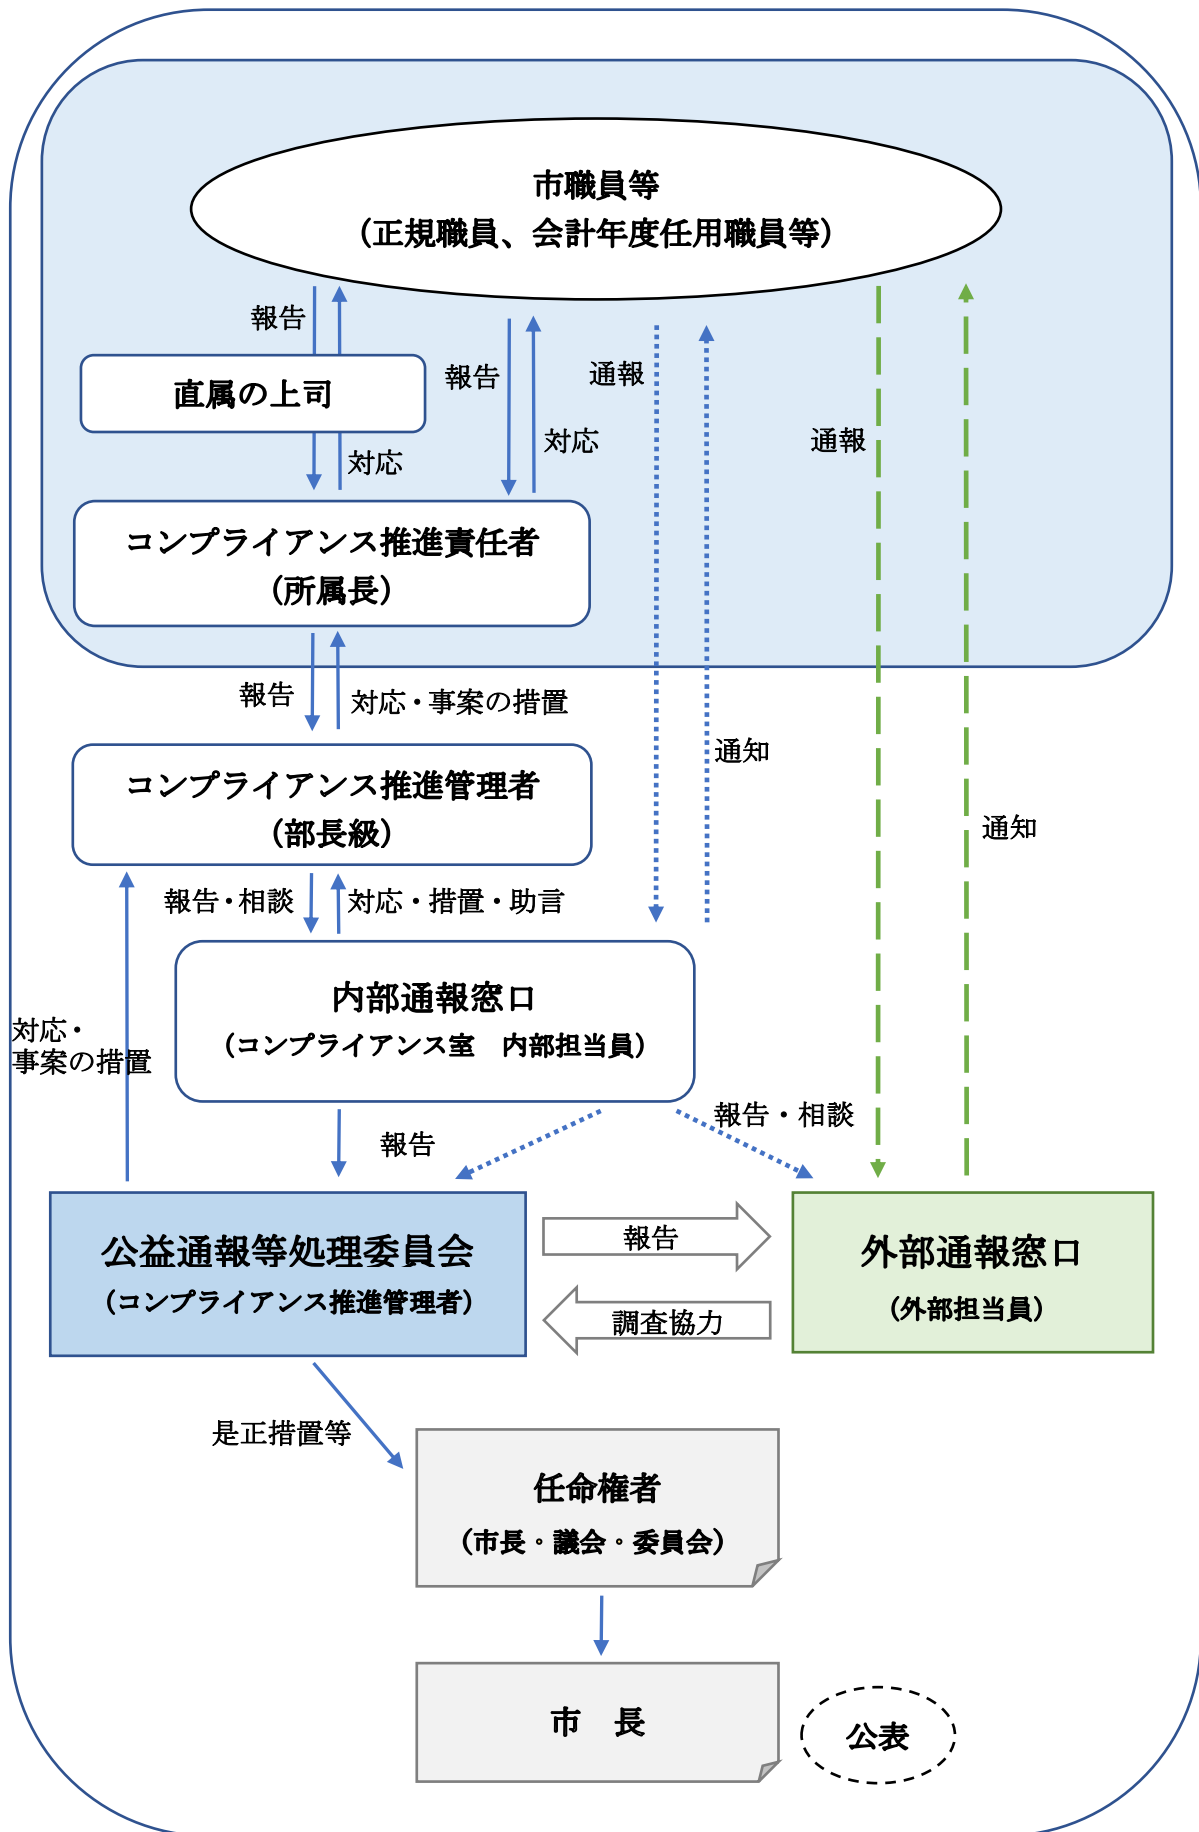 市職員等
（正規職員、会計年度任用職員等）
報告
報告
通報
直属の上司
対応
通報
対応
コンプライアンス推進責任者
（所属長）
報告
対応・事案の措置
通知
コンプライアンス推進管理者
（部長級）
通知
報告・相談
対応・措置・助言
内部通報窓口
（コンプライアンス室　内部担当員）
対応・
事案の措置
報告・相談
報告
公益通報等処理委員会
（コンプライアンス推進管理者）
報告
調査協力
外部通報窓口
（外部担当員）
是正措置等
任命権者
（市長・議会・委員会）
市　長
公表